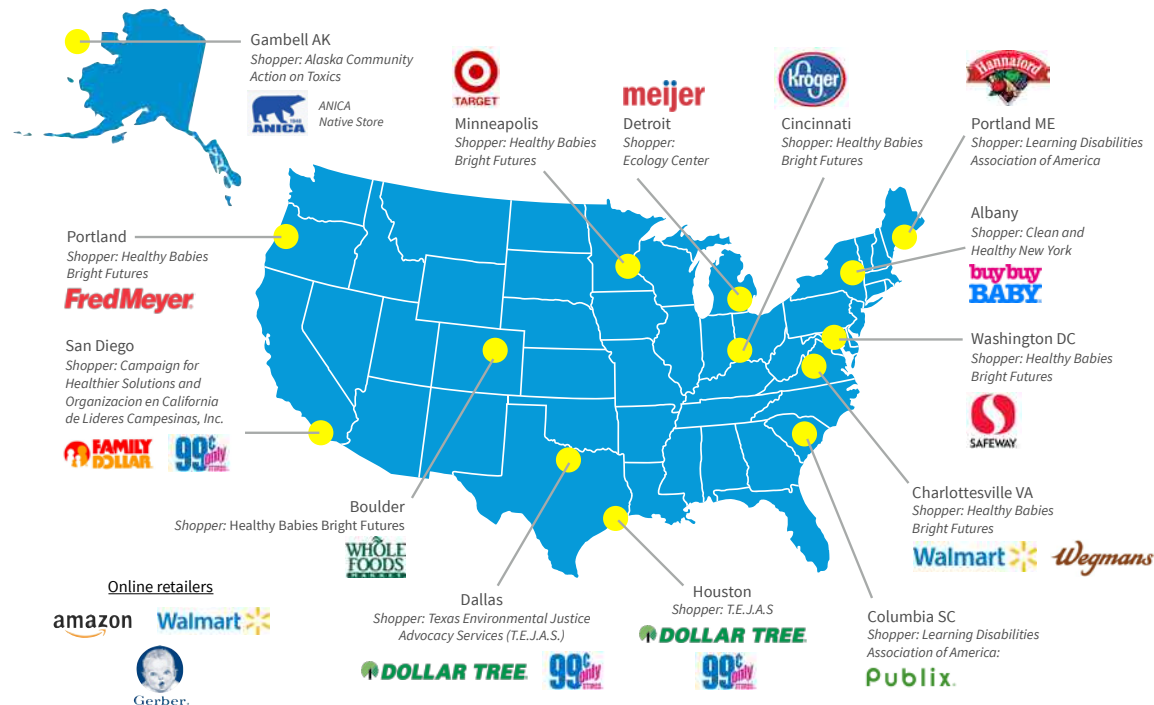 Gambell AK
Shopper: Alaska Community
Action on Toxics
ANICA
ANICA
Native Store
TARGET
Minneapolis
Shopper: Healthy Babies
Bright Futures
meijer
Detroit
Shopper:
Ecology Center
Kroger
Cincinnati
Shopper: Healthy Babies
Bright Futures
Hannaford
Portland ME
Shopper: Learning Disabilities
Association of America
Albany
Shopper: Clean and
Healthy New York
buybuy
BABY
Portland
Shopper: Healthy Babies
Bright Futures
FredMeyer
San Diego
Shopper: Campaign for
Healthier Solutions and
Organizacion en California
de Lideres Campesinas, Inc.
FAMILY
DOLLAR
99¢
only
STORES
Washington DC
Shopper: Healthy Babies
Bright Futures
SAFEWAY
Charlottesville VA
Shopper: Healthy Babies
Bright Futures
Walmart
Wegmans
Boulder
Shopper: Healthy Babies Bright Futures
WHOLE
FOODS
MARKET
Online retailers
amazon
Walmart
Gerber
Dallas
Shopper: Texas Environmental Justice
Advocacy Services (T.E.J.A.S.)
DOLLAR TREE
99¢
only
STORES
Houston
Shopper: T.E.J.A.S
DOLLAR TREE
99¢
only
STORES
Columbia SC
Shopper: Learning Disabilities
Association of America:
Publix